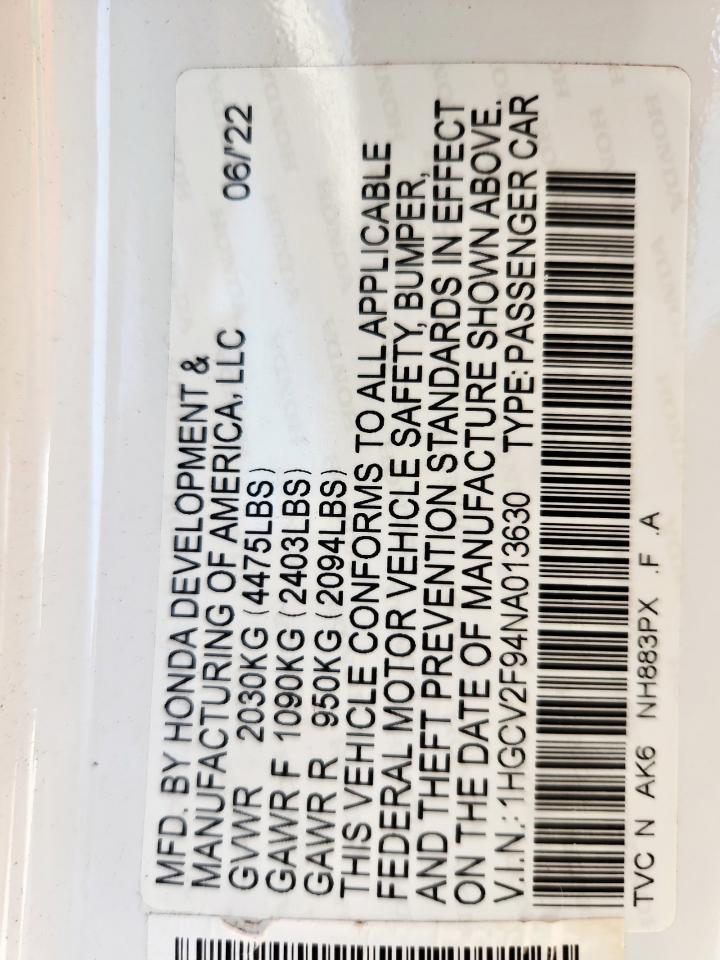 MFD. BY HONDA DEVELOPMENT &
MANUFACTURING OF AMERICA, LLC 06/'22
GVWR 2030KG (4475LBS)
GAWR F 1090KG (2403LBS)
GAWR R 950KG (2094LBS)
THIS VEHICLE CONFORMS TO ALL APPLICABLE
FEDERAL MOTOR VEHICLE SAFETY, BUMPER,
AND THEFT PREVENTION STANDARDS IN EFFECT
ON THE DATE OF MANUFACTURE SHOWN ABOVE.
V.I.N.: 1HGCV2F94NA013630 TYPE: PASSENGER CAR
TVC N AK6 NH883PX .F .A